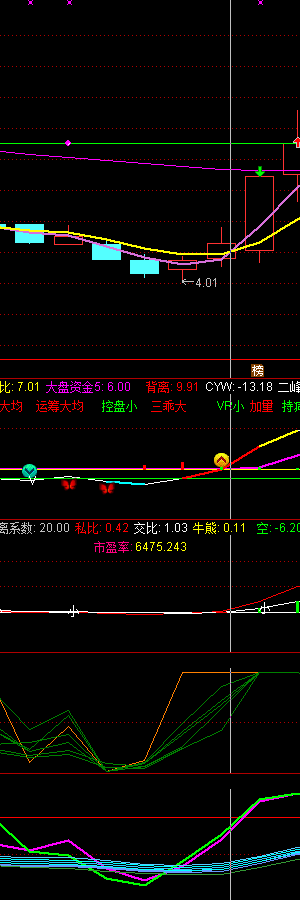 ←4.01
榜
比: 7.01 大盘资金5: 6.00 背离: 9.91 CYW: -13.18 二峰
大均 运筹大均 控盘小 三乖大 VR小 加量 持
离系数: 20.00 私比: 0.42 交比: 1.03 牛熊: 0.11 空: -6.20
市盈率: 6475.243